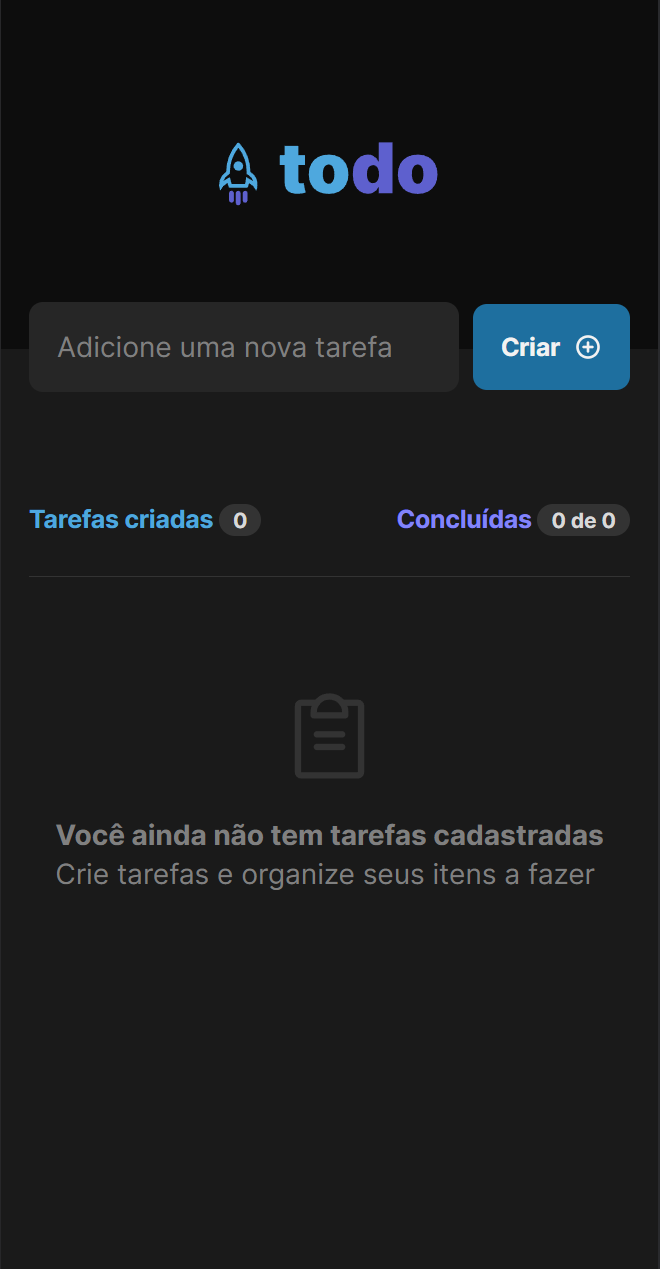 todo
Adicione uma nova tarefa
Criar
Tarefas criadas 0
Concluídas 0 de 0
Você ainda não tem tarefas cadastradas
Crie tarefas e organize seus itens a fazer